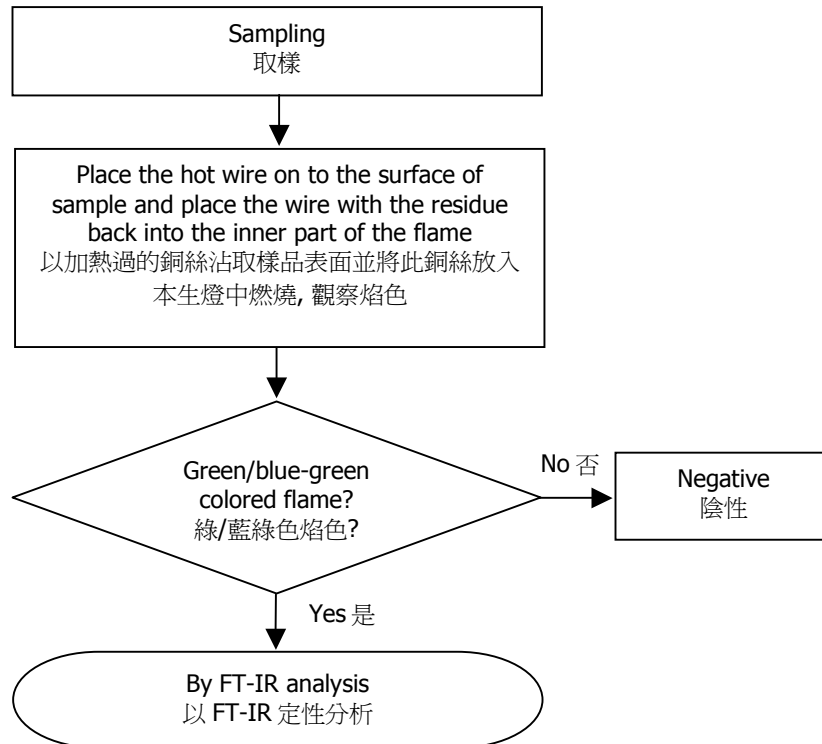 Sampling
取樣
Place the hot wire on to the surface of
sample and place the wire with the residue
back into the inner part of the flame
以加熱過的銅絲沾取樣品表面並將此銅絲放入
本生燈中燃燒, 觀察焰色
Green/blue-green
colored flame?
綠/藍綠色焰色?
No 否
Negative
陰性
Yes 是
By FT-IR analysis
以 FT-IR 定性分析